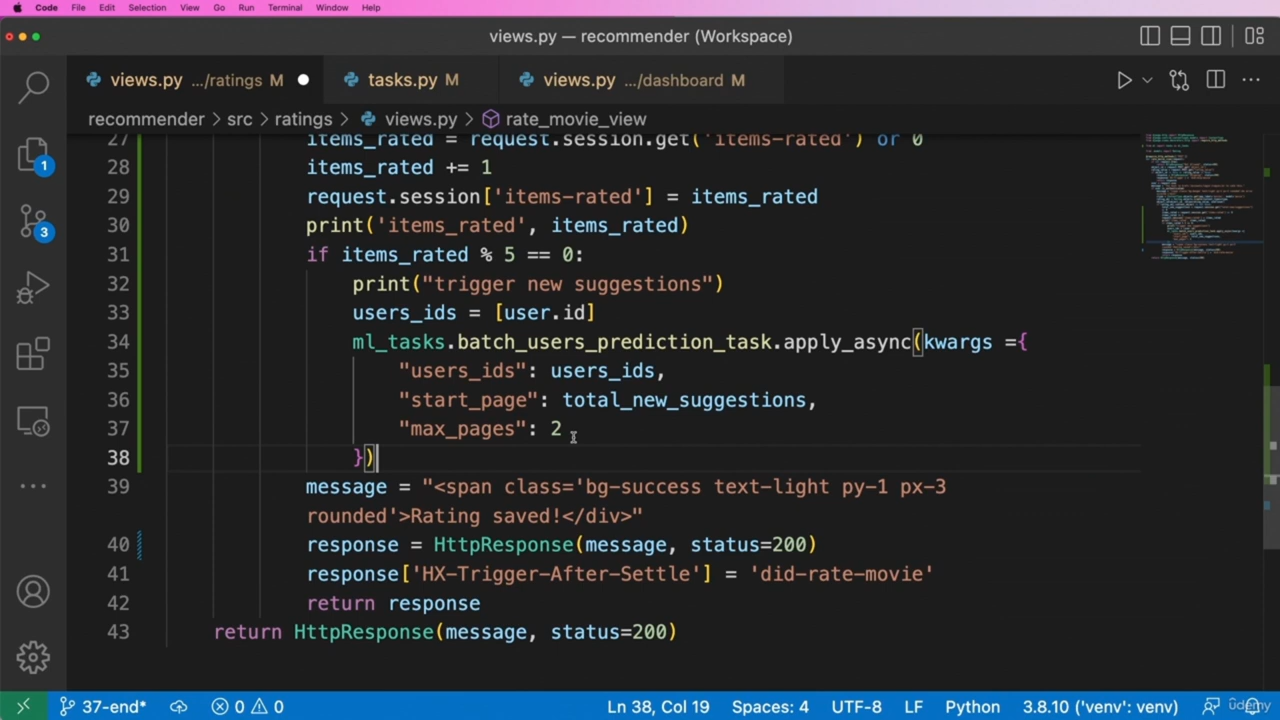 Code File Edit Selection View Go Run Terminal Window Help
views.py — recommender (Workspace)
views.py .../ratings M tasks.py M views.py .../dashboard M
recommender > src > ratings > views.py > rate_movie_view
27 items_rated = request.session.get('items-rated') or 0
28 items_rated += 1
29 request.session['items-rated'] = items_rated
30 print('items_rated', items_rated)
31 if items_rated % 5 == 0:
32 print("trigger new suggestions")
33 users_ids = [user.id]
34 ml_tasks.batch_users_prediction_task.apply_async(kwargs ={
35 "users_ids": users_ids,
36 "start_page": total_new_suggestions,
37 "max_pages": 2
38 })
39 message = "<span class='bg-success text-light py-1 px-3
rounded'>Rating saved!</div>"
40 response = HttpResponse(message, status=200)
41 response['HX-Trigger-After-Settle'] = 'did-rate-movie'
42 return response
43 return HttpResponse(message, status=200)
1
3
37-end* 0 0 Ln 38, Col 19 Spaces: 4 UTF-8 LF Python 3.8.10 ('venv': venv)
udemy